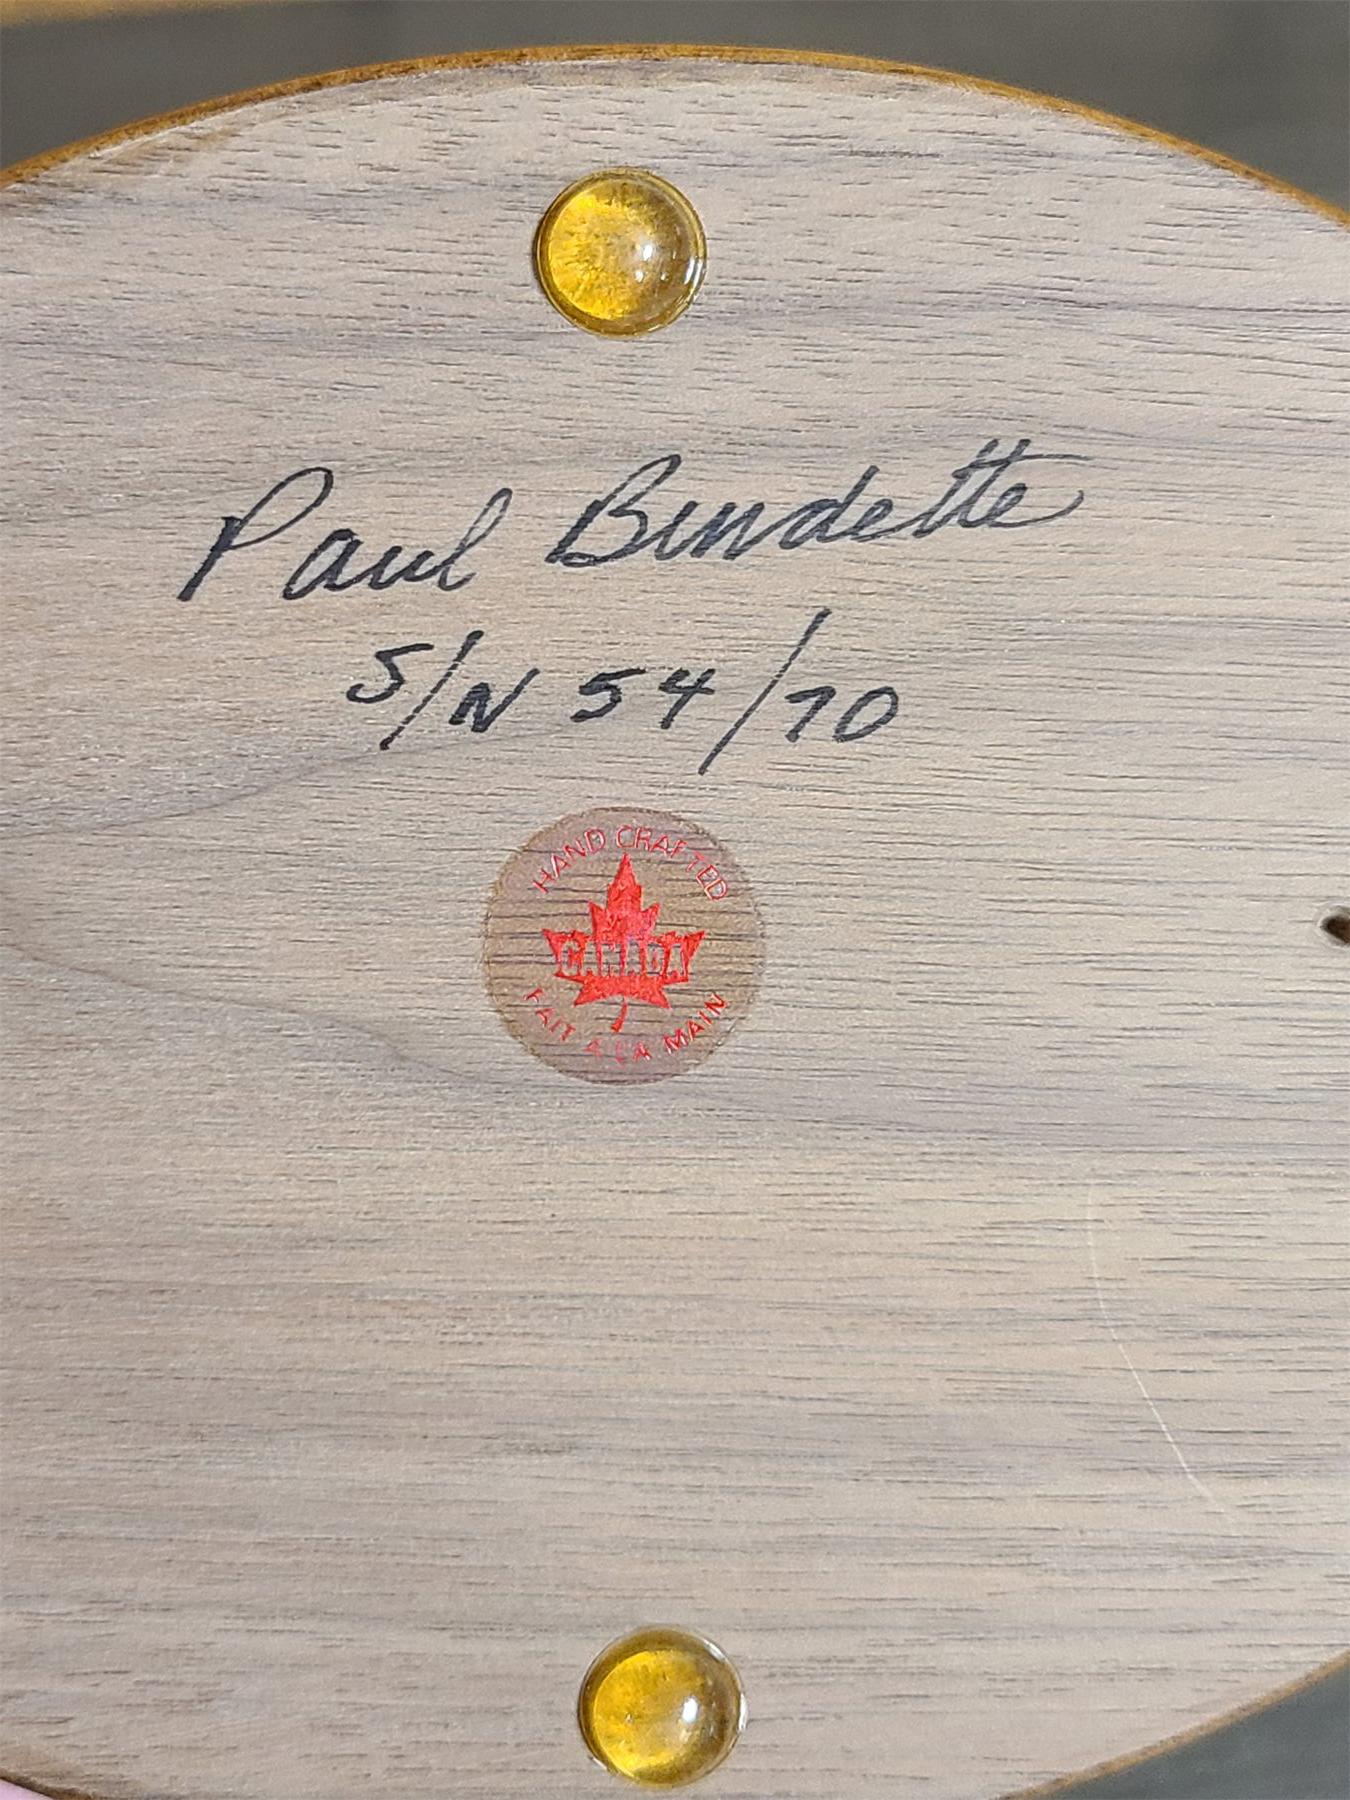 Paul Burdette
S/N 54/70
HAND CRAFTED
CANADA
FAIT A LA MAIN